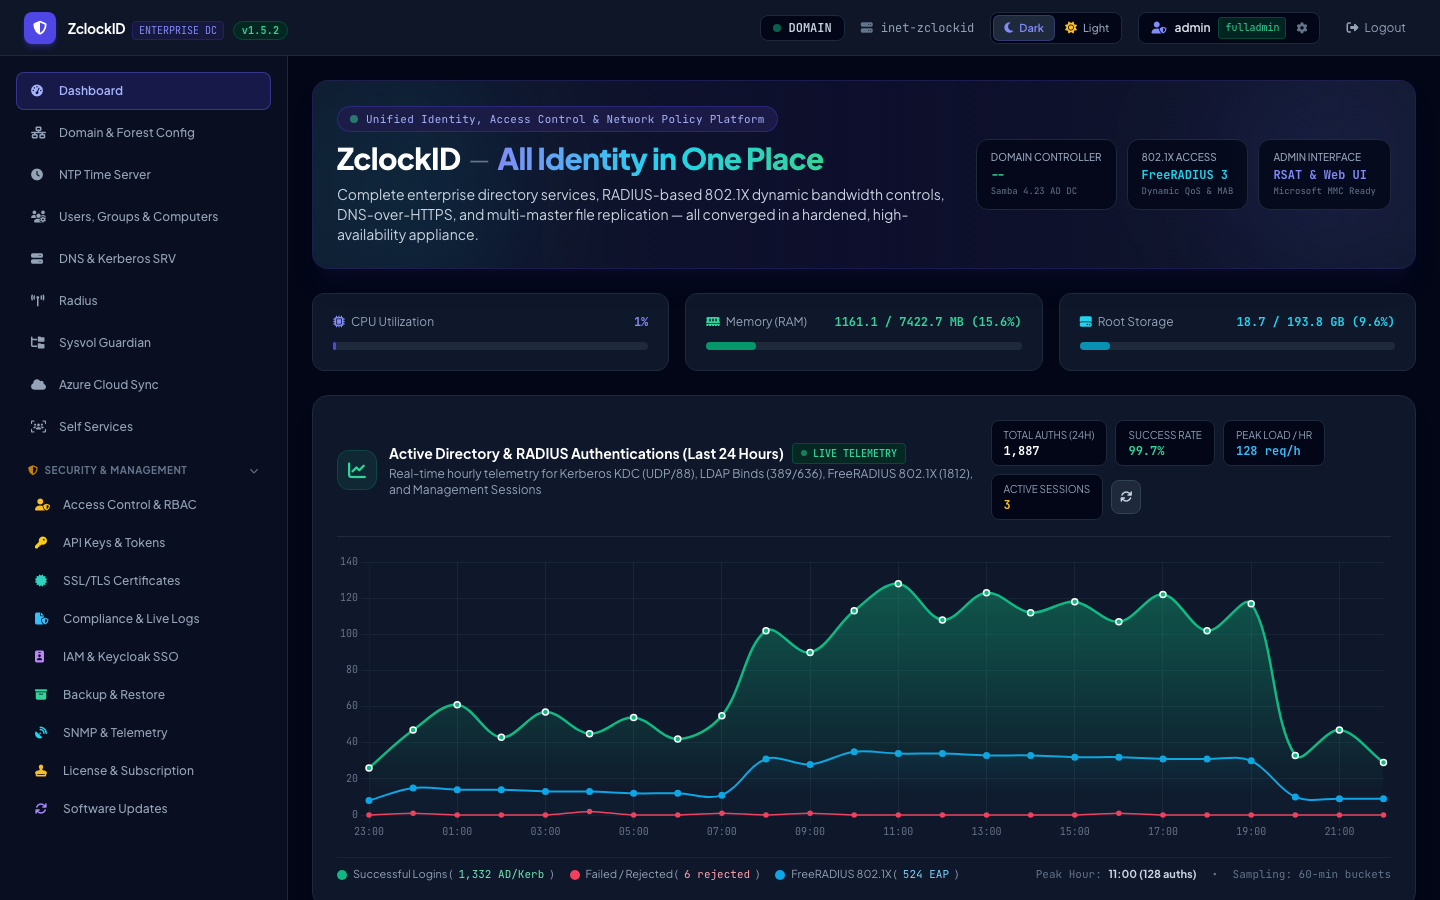 ZclockID ENTERPRISE DC v1.5.2
DOMAIN inet-zclockid Dark Light admin fulladmin Logout
Dashboard
Domain & Forest Config
NTP Time Server
Users, Groups & Computers
DNS & Kerberos SRV
Radius
Sysvol Guardian
Azure Cloud Sync
Self Services
SECURITY & MANAGEMENT
Access Control & RBAC
API Keys & Tokens
SSL/TLS Certificates
Compliance & Live Logs
IAM & Keycloak SSO
Backup & Restore
SNMP & Telemetry
License & Subscription
Software Updates
Unified Identity, Access Control & Network Policy Platform
ZclockID — All Identity in One Place
Complete enterprise directory services, RADIUS-based 802.1X dynamic bandwidth controls,
DNS-over-HTTPS, and multi-master file replication — all converged in a hardened, high-
availability appliance.
DOMAIN CONTROLLER
--
Samba 4.23 AD DC
802.1X ACCESS
FreeRADIUS 3
Dynamic QoS & MAB
ADMIN INTERFACE
RSAT & Web UI
Microsoft MMC Ready
CPU Utilization 1%
Memory (RAM) 1161.1 / 7422.7 MB (15.6%)
Root Storage 18.7 / 193.8 GB (9.6%)
Active Directory & RADIUS Authentications (Last 24 Hours) LIVE TELEMETRY
Real-time hourly telemetry for Kerberos KDC (UDP/88), LDAP Binds (389/636), FreeRADIUS 802.1X (1812),
and Management Sessions
TOTAL AUTHS (24H)
1,887
SUCCESS RATE
99.7%
PEAK LOAD / HR
128 req/h
ACTIVE SESSIONS
3
140
120
100
80
60
40
20
0
23:00 01:00 03:00 05:00 07:00 09:00 11:00 13:00 15:00 17:00 19:00 21:00
Successful Logins ( 1,332 AD/Kerb ) Failed / Rejected ( 6 rejected ) FreeRADIUS 802.1X ( 524 EAP ) Peak Hour: 11:00 (128 auths) • Sampling: 60-min buckets